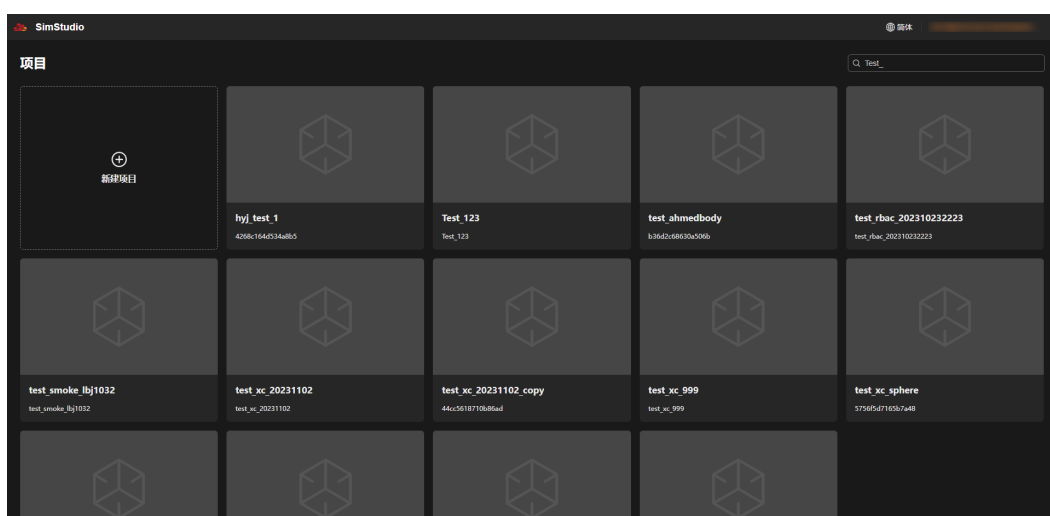 SimStudio
简体
项目
Test_
新建项目
hyj_test_1
4268c164d534a8b5
Test_123
Test_123
test_ahmedbody
b36d2c68630a506b
test_rbac_202310232223
test_rbac_202310232223
test_smoke_lbj1032
test_smoke_lbj1032
test_xc_20231102
test_xc_20231102
test_xc_20231102_copy
44cc5618710b86ad
test_xc_999
test_xc_999
test_xc_sphere
5756f5d7165b7a48